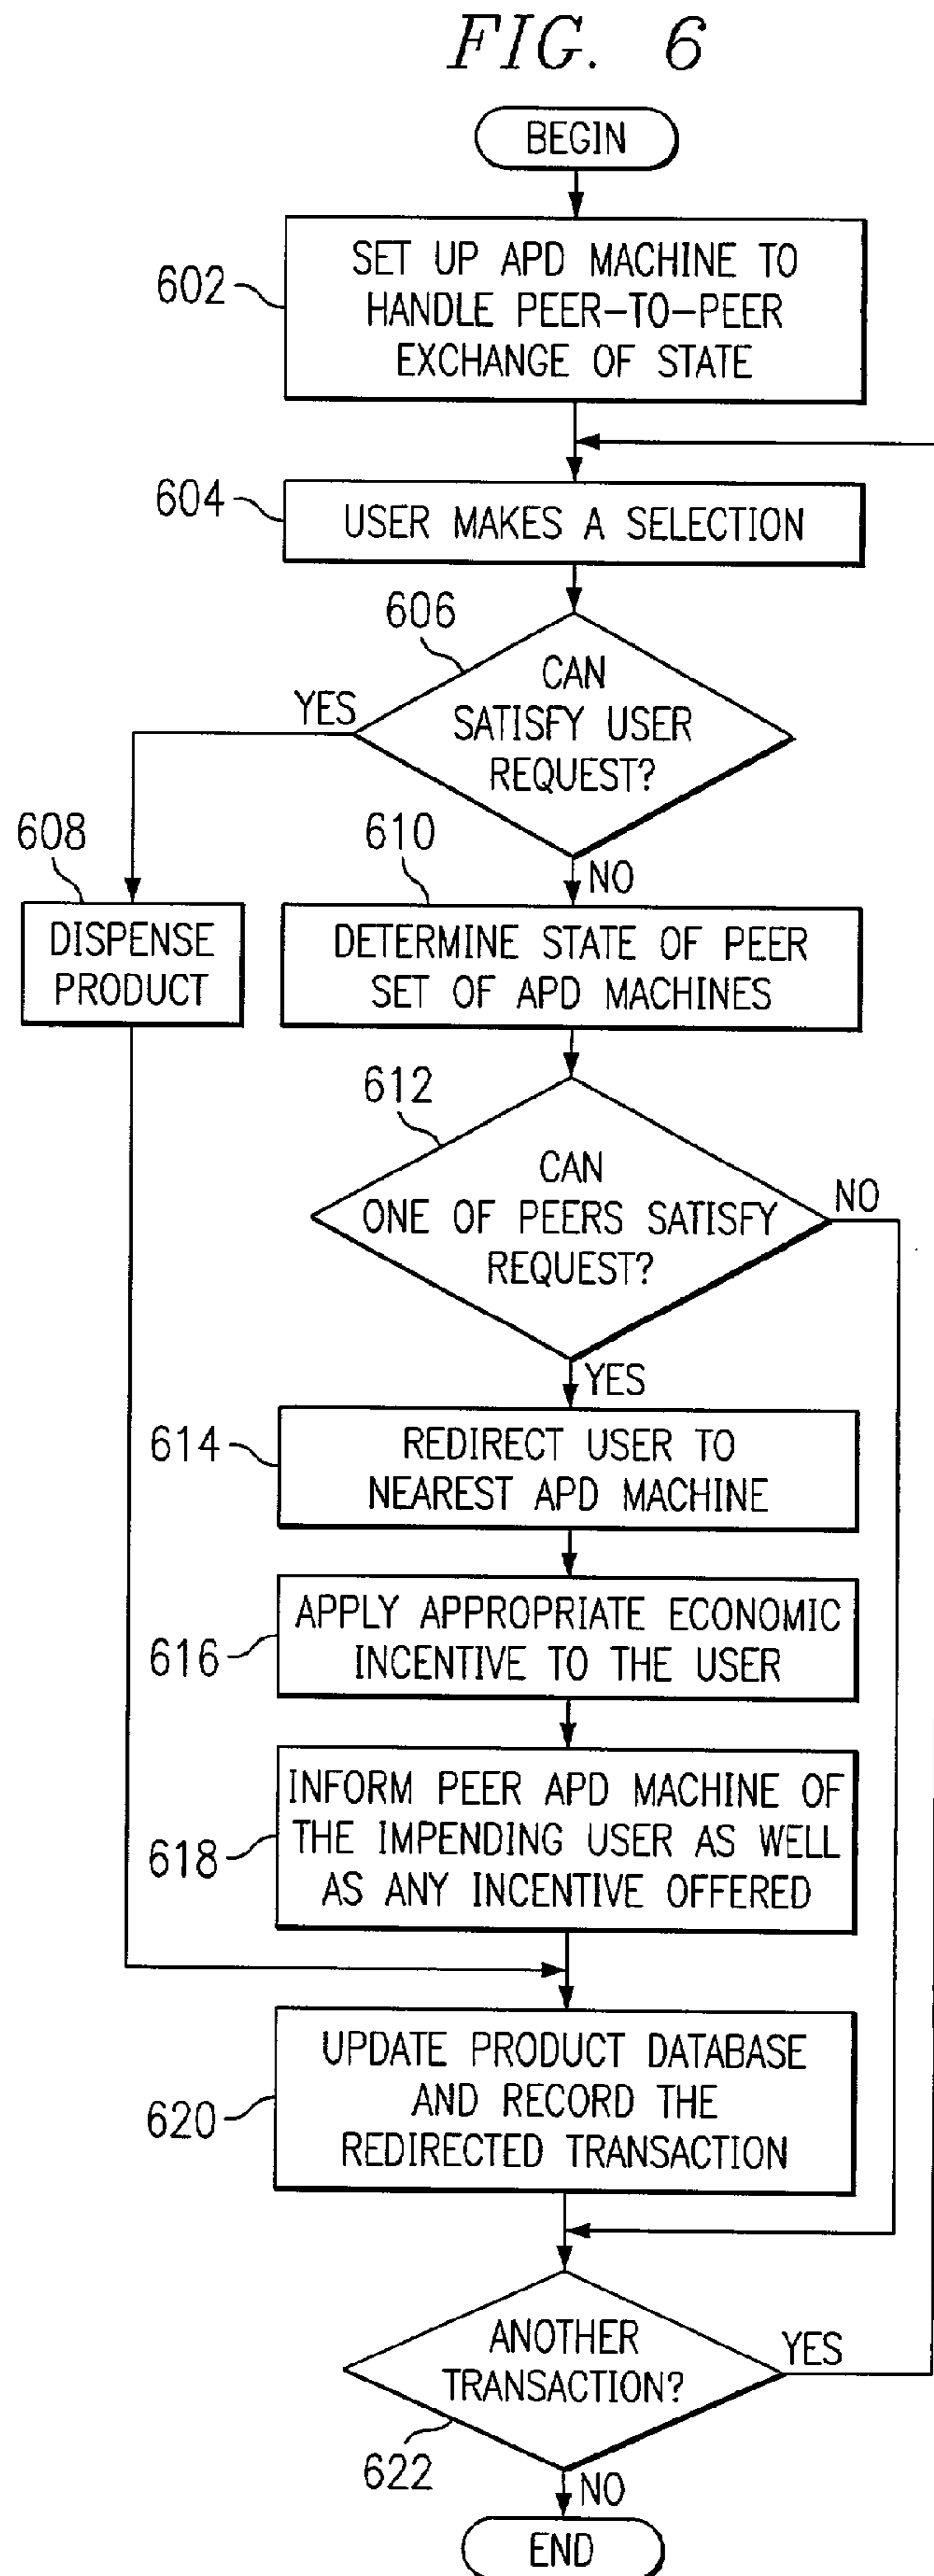 FIG. 6
BEGIN
602
SET UP APD MACHINE TO
HANDLE PEER-TO-PEER
EXCHANGE OF STATE
604
USER MAKES A SELECTION
606
CAN
SATISFY USER
REQUEST?
YES
NO
608
DISPENSE
PRODUCT
610
DETERMINE STATE OF PEER
SET OF APD MACHINES
612
CAN
ONE OF PEERS SATISFY
REQUEST?
NO
YES
614
REDIRECT USER TO
NEAREST APD MACHINE
616
APPLY APPROPRIATE ECONOMIC
INCENTIVE TO THE USER
618
INFORM PEER APD MACHINE OF
THE IMPENDING USER AS WELL
AS ANY INCENTIVE OFFERED
620
UPDATE PRODUCT DATABASE
AND RECORD THE
REDIRECTED TRANSACTION
ANOTHER
TRANSACTION?
YES
622
NO
END